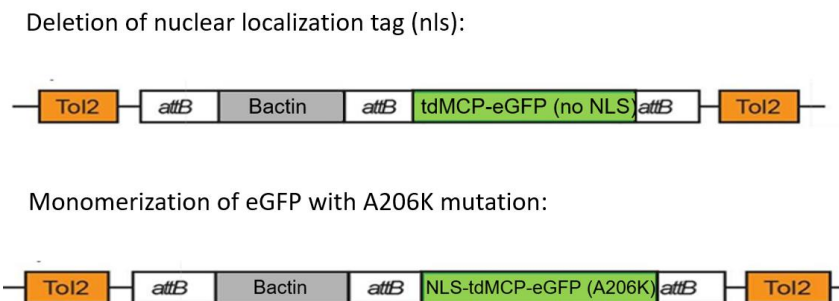 Deletion of nuclear localization tag (nls):
Tol2 attB Bactin attB tdMCP-eGFP (no NLS) attB Tol2
Monomerization of eGFP with A206K mutation:
Tol2 attB Bactin attB NLS-tdMCP-eGFP (A206K) attB Tol2